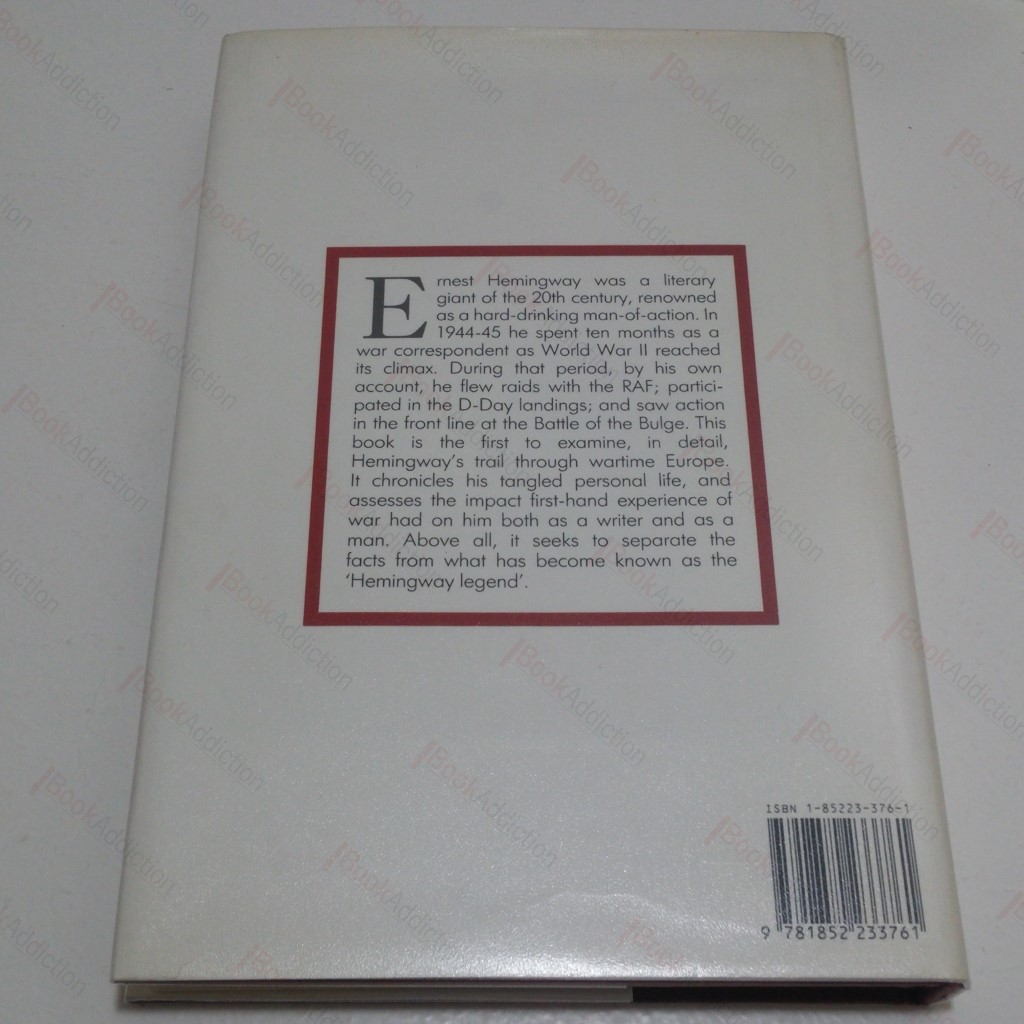 Ernest Hemingway was a literary
giant of the 20th century, renowned
as a hard-drinking man-of-action. In
1944-45 he spent ten months as a
war correspondent as World War II reached
its climax. During that period, by his own
account, he flew raids with the RAF; partici-
pated in the D-Day landings; and saw action
in the front line at the Battle of the Bulge. This
book is the first to examine, in detail,
Hemingway's trail through wartime Europe.
It chronicles his tangled personal life, and
assesses the impact first-hand experience of
war had on him both as a writer and as a
man. Above all, it seeks to separate the
facts from what has become known as the
'Hemingway legend'.
ISBN 1-85223-376-1
9 781852 233761
BookAddiction